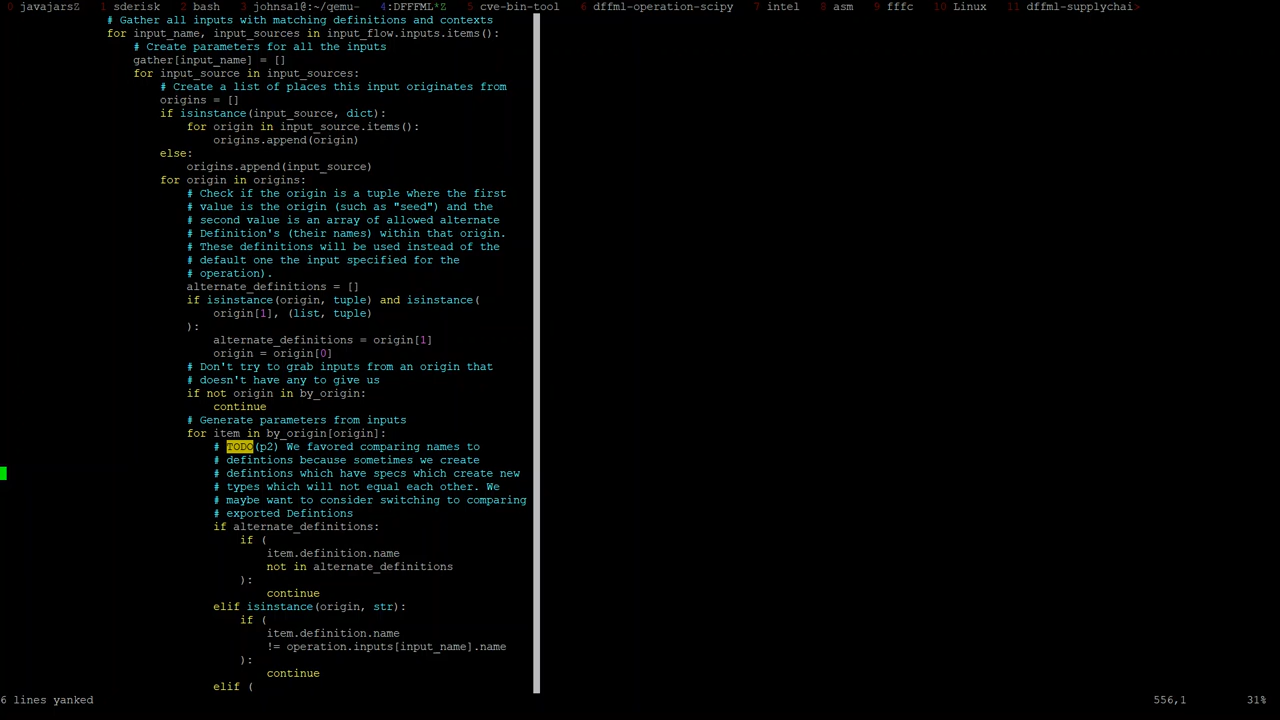 0 javajarsZ 1 sderisk 2 bash 3 johnsa1@:~/qemu- 4:DFFFML*Z 5 cve-bin-tool 6 dffml-operation-scipy 7 intel 8 asm 9 fffc 10 Linux 11 dffml-supplychai>
# Gather all inputs with matching definitions and contexts
for input_name, input_sources in input_flow.inputs.items():
# Create parameters for all the inputs
gather[input_name] = []
for input_source in input_sources:
# Create a list of places this input originates from
origins = []
if isinstance(input_source, dict):
for origin in input_source.items():
origins.append(origin)
else:
origins.append(input_source)
for origin in origins:
# Check if the origin is a tuple where the first
# value is the origin (such as "seed") and the
# second value is an array of allowed alternate
# Definition's (their names) within that origin.
# These definitions will be used instead of the
# default one the input specified for the
# operation).
alternate_definitions = []
if isinstance(origin, tuple) and isinstance(
origin[1], (list, tuple)
):
alternate_definitions = origin[1]
origin = origin[0]
# Don't try to grab inputs from an origin that
# doesn't have any to give us
if not origin in by_origin:
continue
# Generate parameters from inputs
for item in by_origin[origin]:
# TODO(p2) We favored comparing names to
# defintions because sometimes we create
# defintions which have specs which create new
# types which will not equal each other. We
# maybe want to consider switching to comparing
# exported Defintions
if alternate_definitions:
if (
item.definition.name
not in alternate_definitions
):
continue
elif isinstance(origin, str):
if (
item.definition.name
!= operation.inputs[input_name].name
):
continue
elif (
6 lines yanked 556,1 31%